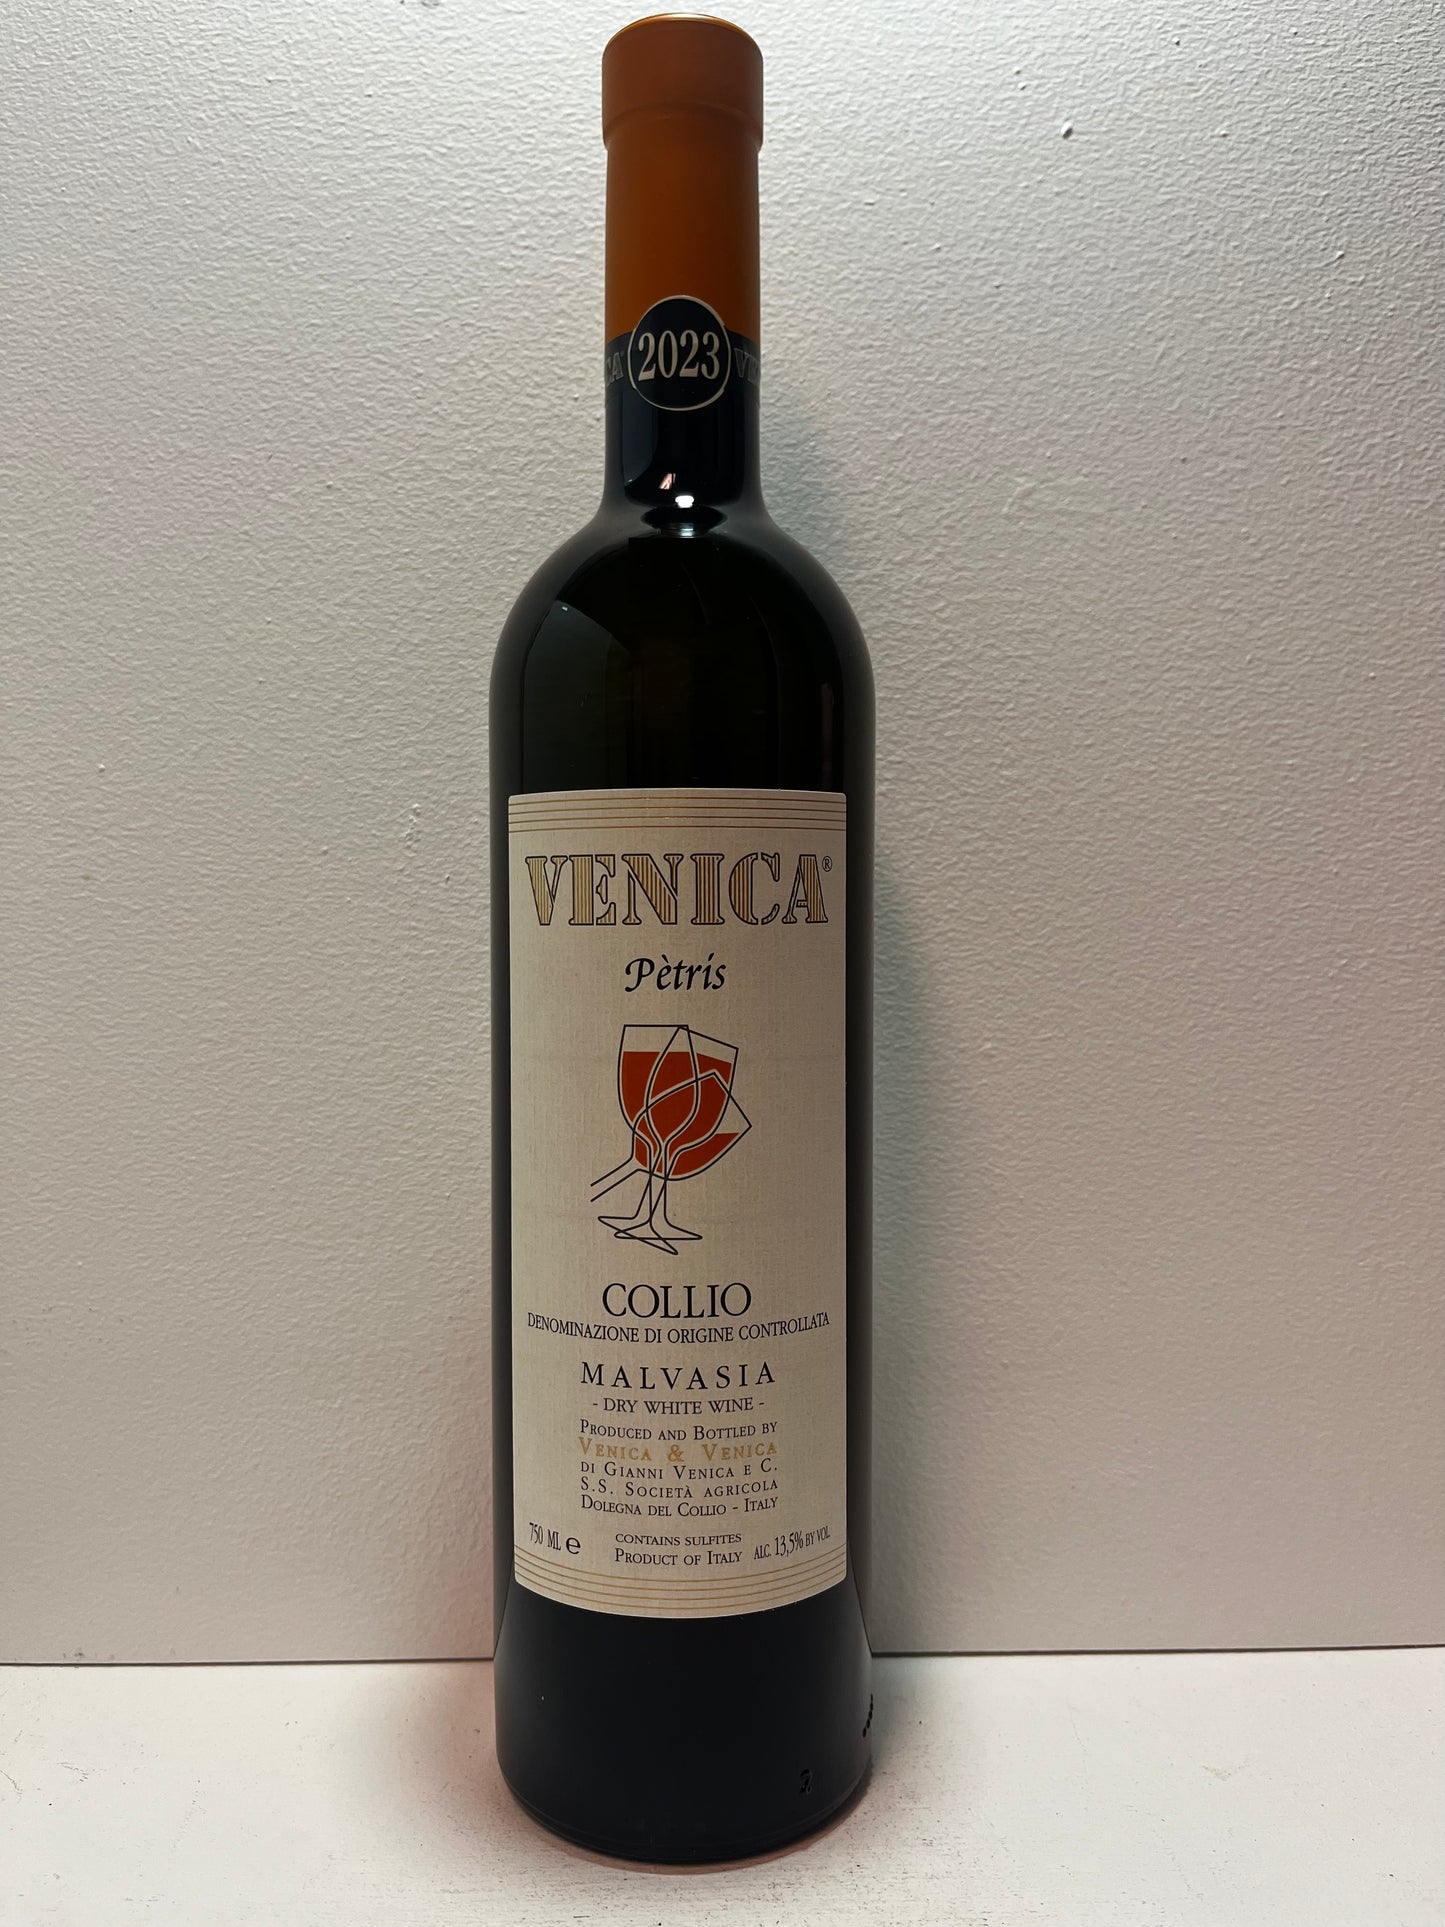 2023
VENICA®
Pètris
COLLIO
DENOMINAZIONE DI ORIGINE CONTROLLATA
MALVASIA
- DRY WHITE WINE -
PRODUCED AND BOTTLED BY
VENICA & VENICA
DI GIANNI VENICA E C.
S.S. SOCIETÀ AGRICOLA
DOLEGNA DEL COLLIO - ITALY
750 ML e
CONTAINS SULFITES
PRODUCT OF ITALY
ALC. 13,5% BY VOL.